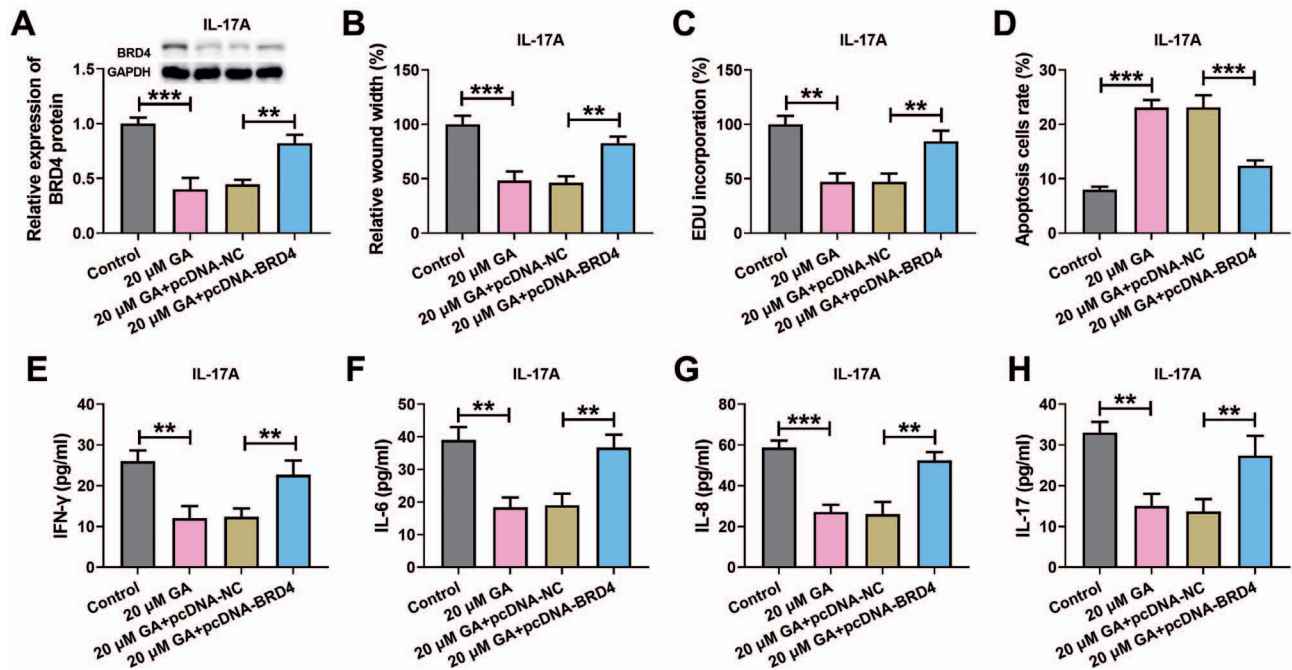 A
IL-17A
BRD4
GAPDH
Relative expression of
BRD4 protein
1.5
1.0
0.5
0.0
***
**
Control
20 μM GA
20 μM GA+pcDNA-NC
20 μM GA+pcDNA-BRD4
B
IL-17A
Relative wound width (%)
150
100
50
0
***
**
Control
20 μM GA
20 μM GA+pcDNA-NC
20 μM GA+pcDNA-BRD4
C
IL-17A
EDU incorporation (%)
150
100
50
0
**
**
Control
20 μM GA
20 μM GA+pcDNA-NC
20 μM GA+pcDNA-BRD4
D
IL-17A
Apoptosis cells rate (%)
30
20
10
0
***
***
Control
20 μM GA
20 μM GA+pcDNA-NC
20 μM GA+pcDNA-BRD4
E
IL-17A
IFN-γ (pg/ml)
40
30
20
10
0
**
**
Control
20 μM GA
20 μM GA+pcDNA-NC
20 μM GA+pcDNA-BRD4
F
IL-17A
IL-6 (pg/ml)
50
40
30
20
10
0
**
**
Control
20 μM GA
20 μM GA+pcDNA-NC
20 μM GA+pcDNA-BRD4
G
IL-17A
IL-8 (pg/ml)
80
60
40
20
0
***
**
Control
20 μM GA
20 μM GA+pcDNA-NC
20 μM GA+pcDNA-BRD4
H
IL-17A
IL-17 (pg/ml)
40
30
20
10
0
**
**
Control
20 μM GA
20 μM GA+pcDNA-NC
20 μM GA+pcDNA-BRD4